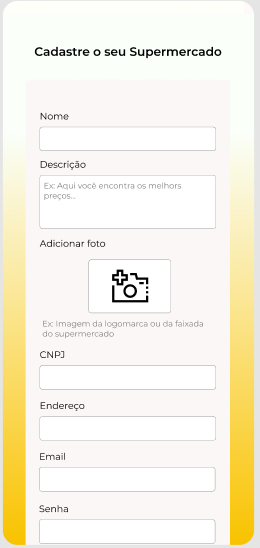 Cadastre o seu Supermercado
Nome
Descrição
Ex: Aqui você encontra os melhors
preços...
Adicionar foto
Ex: Imagem da logomarca ou da faixada
do supermercado
CNPJ
Endereço
Email
Senha